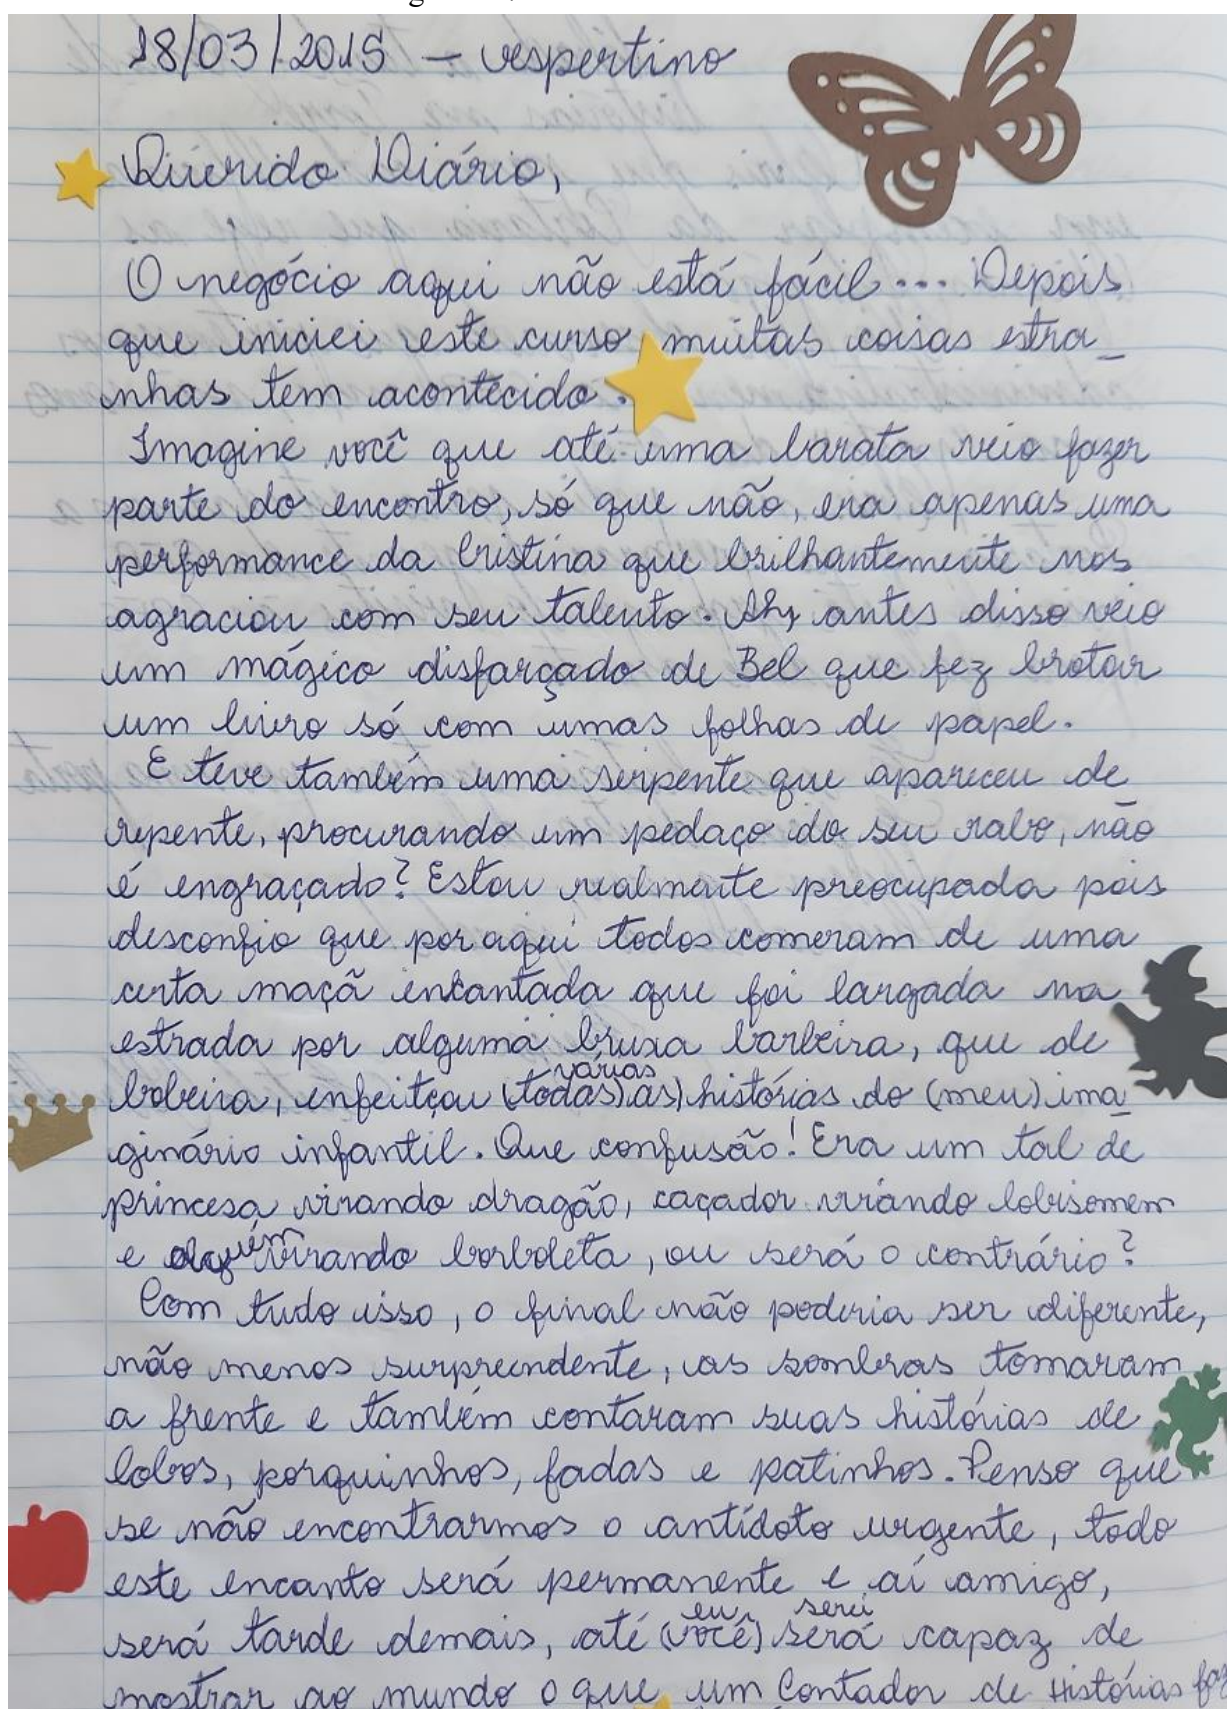 18/03/2015 – vespertino
Querido Diário,
O negócio aqui não está fácil... Depois
que iniciei este curso, muitas coisas estra_
nhas tem acontecido.
Imagine você que até uma barata veio fazer
parte do encontro, só que não, era apenas uma
performance da Cristina que brilhantemente nos
agraciou com seu talento. Ah, antes disso veio
um mágico disfarçado de Bel que fez brotar
um livro só com umas folhas de papel.
E teve também uma serpente que apareceu de
repente, procurando um pedaço do seu rabo, não
é engraçado? Estou realmente preocupada pois
desconfio que por aqui todos comeram de uma
certa maçã encantada que foi largada na
estrada por alguma bruxa barbeira, que de
várias
bobeira, enfeitçou (todas) as) histórias do (meu) ima_
ginário infantil. Que confusão! Era um tal de
princesa virando dragão, caçador virando lobisomem
e alguém virando borboleta, ou será o contrário?
Com tudo isso, o final não poderia ser diferente,
não menos surpreendente, as sombras tomaram
a frente e também contaram suas histórias de
lobos, porquinhos, fadas e patinhos. Penso que
se não encontrarmos o antídoto urgente, todo
este encanto será permanente e aí amigo,
eu serei
será tarde demais, até (você) será capaz de
mostrar ao mundo o que um Contador de Histórias faz